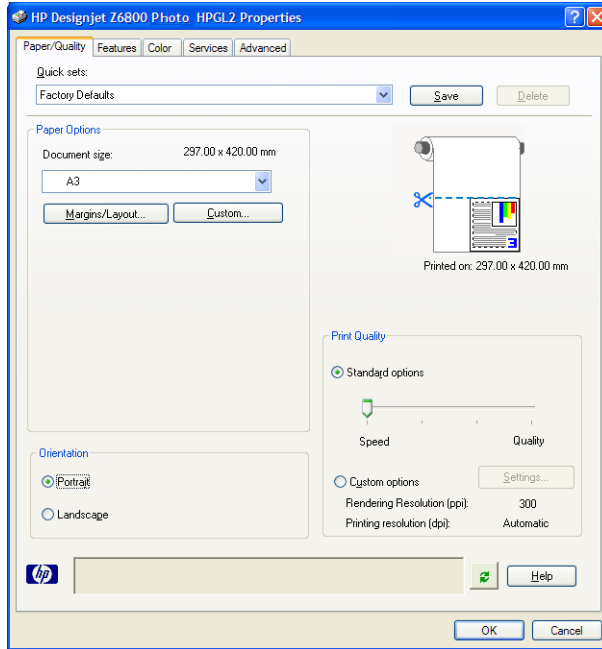 HP Designjet Z6800 Photo HPGL2 Properties
Paper/Quality Features Color Services Advanced
Quick sets:
Factory Defaults
Save
Delete
Paper Options
Document size:
297.00 x 420.00 mm
A3
Margins/Layout...
Custom...
3
Printed on: 297.00 x 420.00 mm
Print Quality
Standard options
Speed
Quality
Custom options
Settings...
Rendering Resolution (ppi):
300
Printing resolution (dpi):
Automatic
Orientation
Portrait
Landscape
hp
Help
OK
Cancel